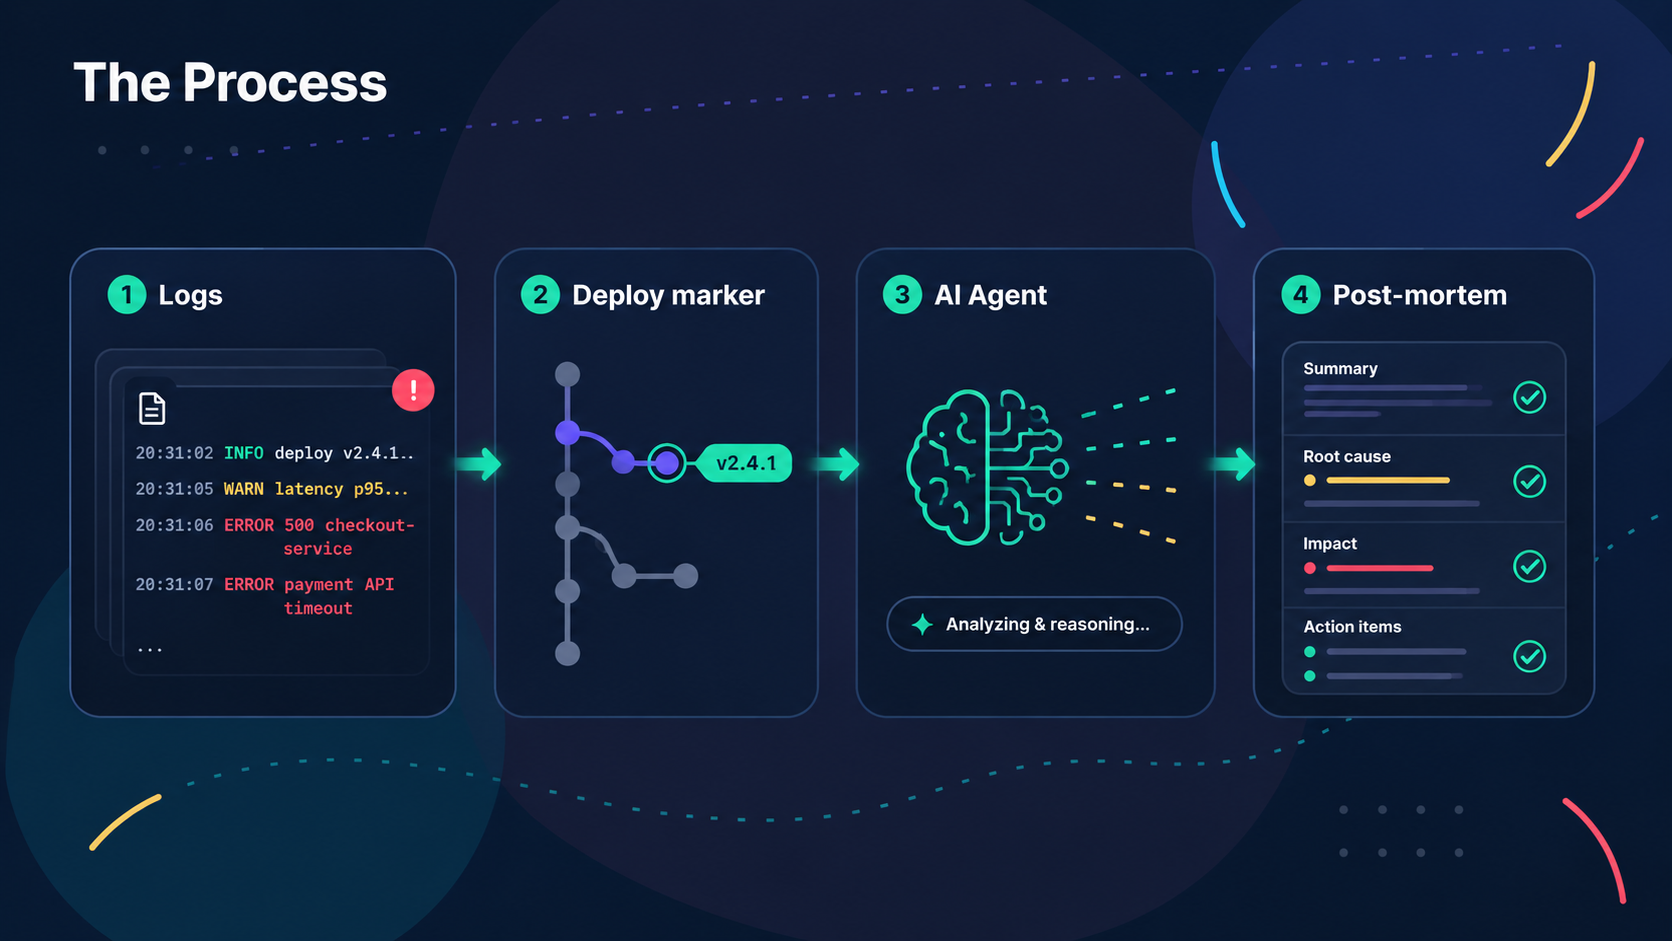 The Process
1 Logs
!
20:31:02 INFO deploy v2.4.1..
20:31:05 WARN latency p95...
20:31:06 ERROR 500 checkout-
service
20:31:07 ERROR payment API
timeout
...
2 Deploy marker
v2.4.1
3 AI Agent
Analyzing & reasoning...
4 Post-mortem
Summary
Root cause
Impact
Action items